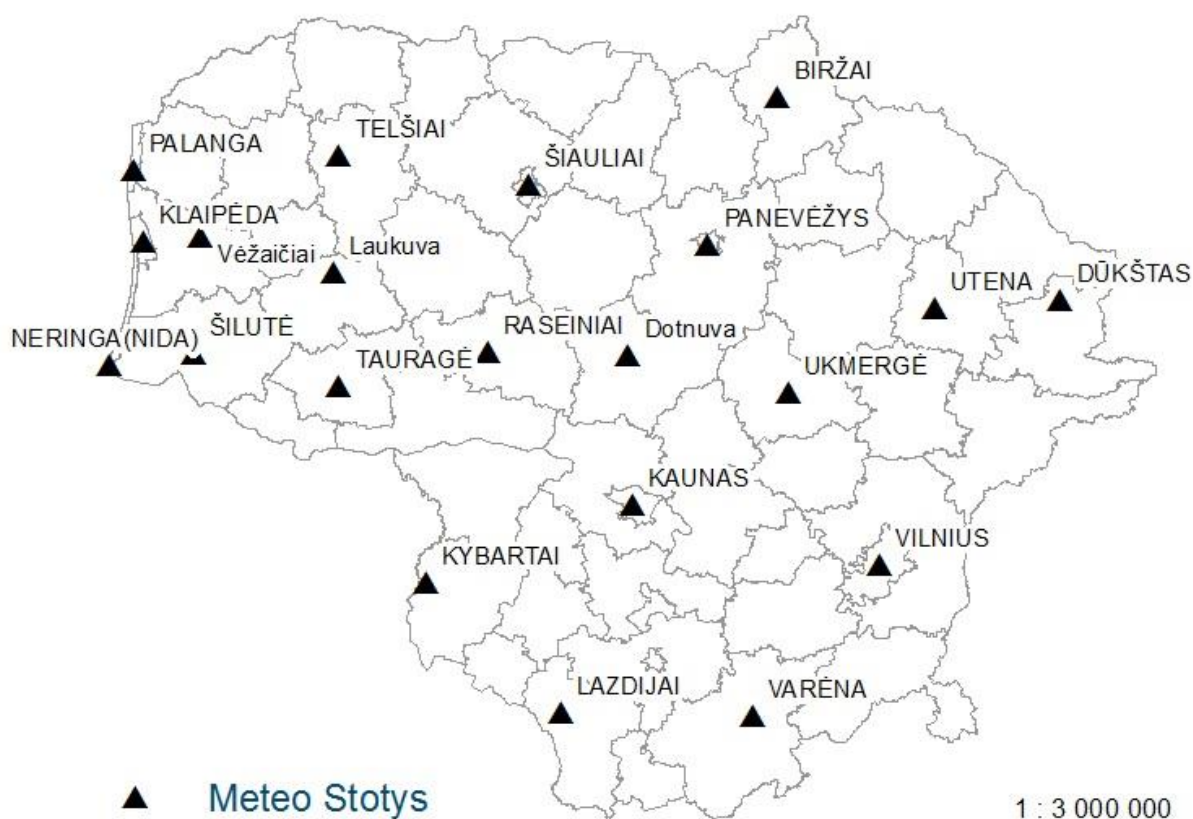 BIRŽAI
TELŠIAI
PALANGA
ŠIAULIAI
KLAIPĖDA
PANEVĖŽYS
Vėžaičiai
Laukuva
DŪKŠTAS
UTENA
ŠILUTĖ
RASEINIAI
Dotnuva
NERINGA(NIDA)
TAURAGĖ
UKMERGĖ
KAUNAS
VILNIUS
KYBARTAI
LAZDIJAI
VARĖNA
Meteo Stotys
1 : 3 000 000